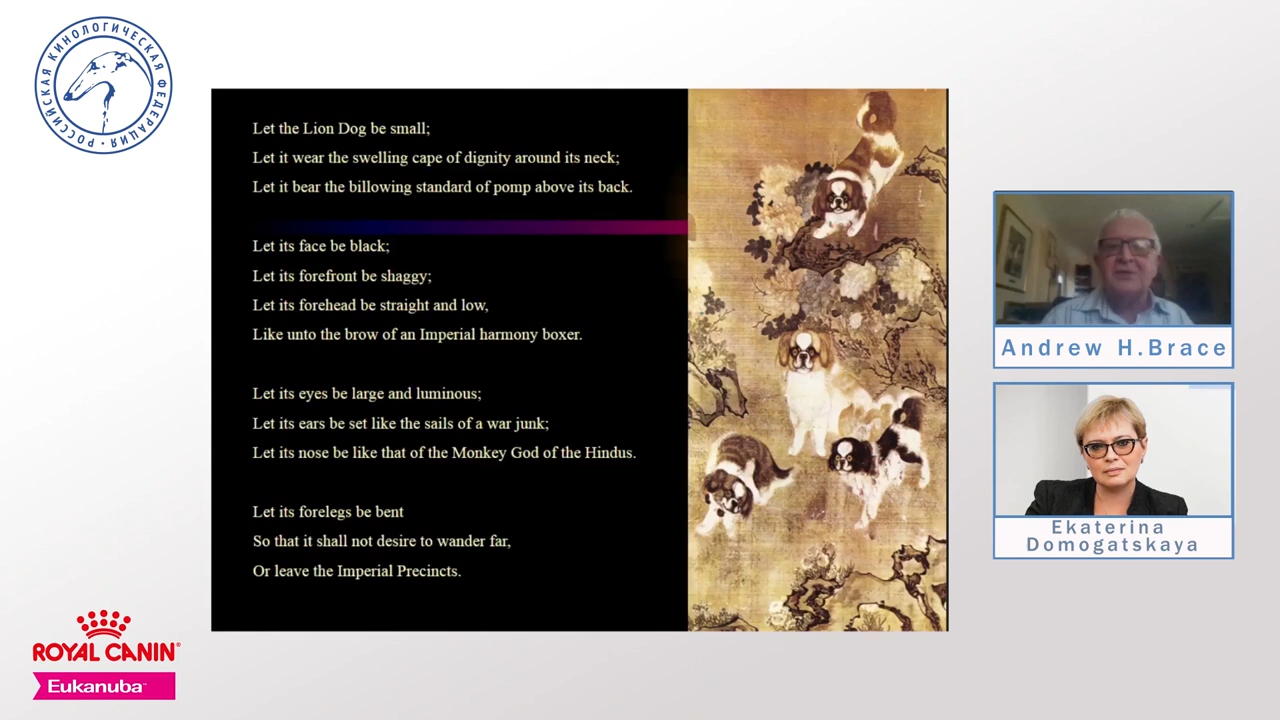 РОССИЙСКАЯ КИНОЛОГИЧЕСКАЯ ФЕДЕРАЦИЯ
Let the Lion Dog be small;
Let it wear the swelling cape of dignity around its neck;
Let it bear the billowing standard of pomp above its back.
Let its face be black;
Let its forefront be shaggy;
Let its forehead be straight and low,
Like unto the brow of an Imperial harmony boxer.
Let its eyes be large and luminous;
Let its ears be set like the sails of a war junk;
Let its nose be like that of the Monkey God of the Hindus.
Let its forelegs be bent
So that it shall not desire to wander far,
Or leave the Imperial Precincts.
Andrew H.Brace
Ekaterina
Domogatskaya
ROYAL CANIN®
Eukanuba™